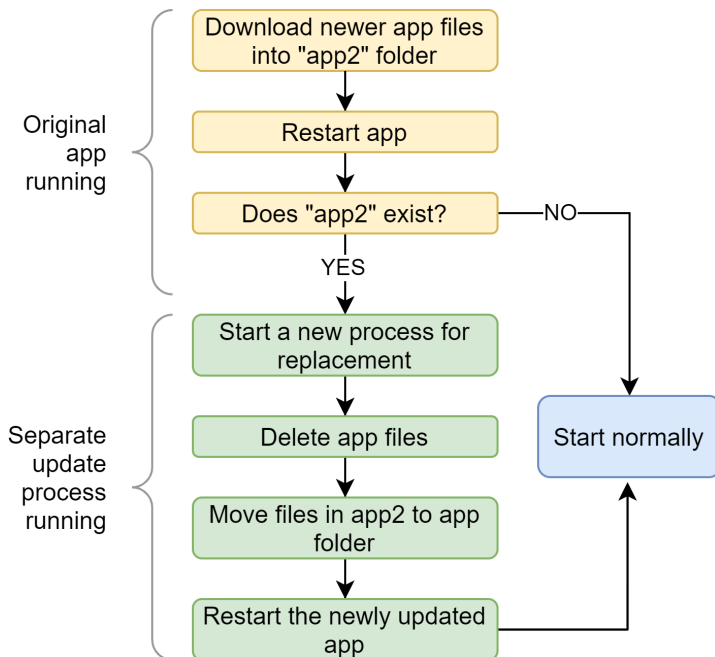 Download newer app files
into "app2" folder
Original
app
running
Restart app
Does "app2" exist?
NO
YES
Start a new process for
replacement
Separate
update
process
running
Delete app files
Start normally
Move files in app2 to app
folder
Restart the newly updated
app